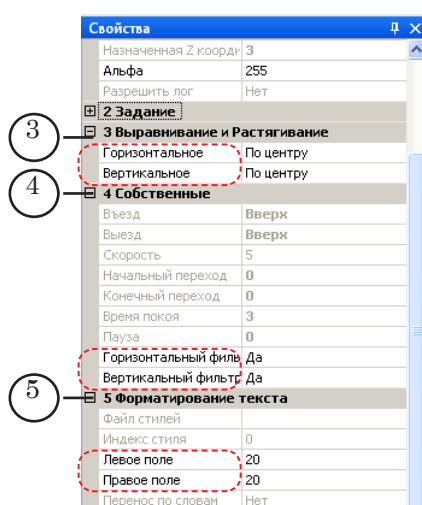 Свойства
Назначенная Z коорди 3
Альфа 255
Разрешить лог Нет
2 Задание
3 3 Выравнивание и Растягивание
Горизонтальное По центру
Вертикальное По центру
4 4 Собственные
Въезд Вверх
Выезд Вверх
Скорость 5
Начальный переход 0
Конечный переход 0
Время покоя 3
Пауза 0
Горизонтальный филь Да
Вертикальный фильтр Да
5 5 Форматирование текста
Файл стилей
Индекс стиля 0
Левое поле 20
Правое поле 20
Перенос по словам Нет